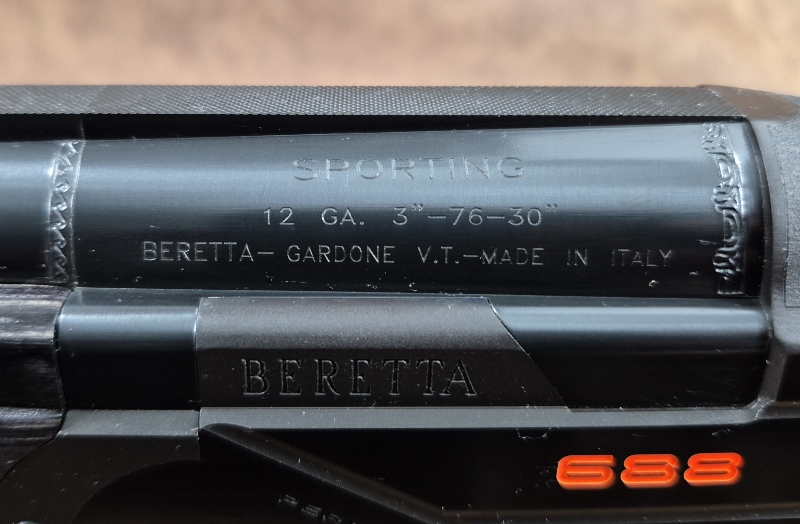 SPORTING
12 GA. 3"-76-30"
BERETTA- GARDONE V.T.-MADE IN ITALY
BERETTA
688